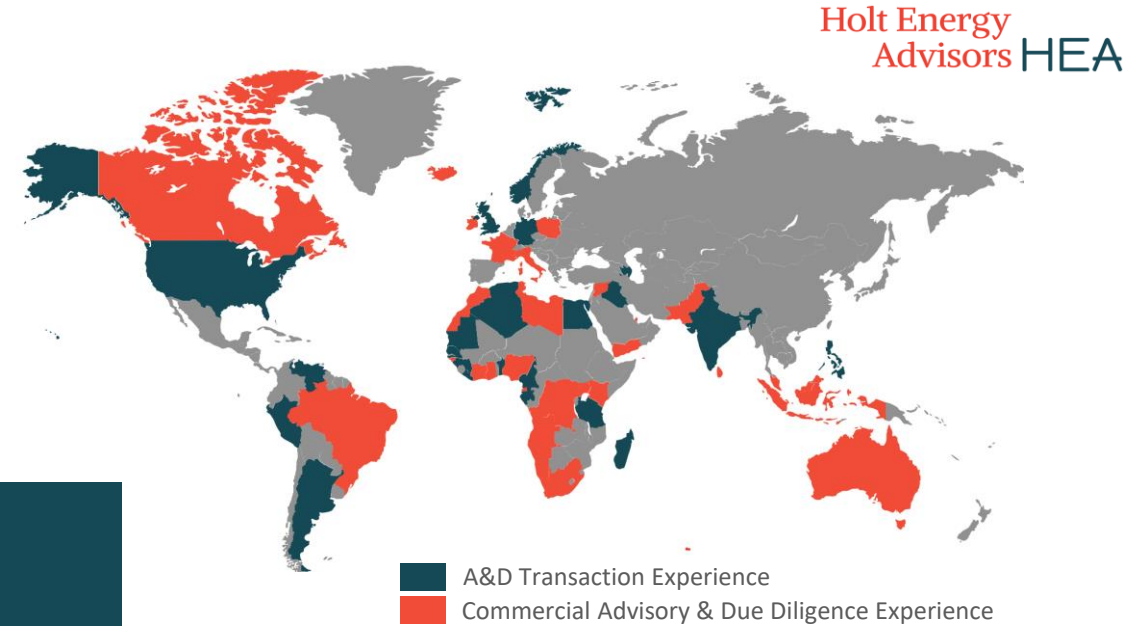 Holt Energy
Advisors HEA
A&D Transaction Experience
Commercial Advisory & Due Diligence Experience